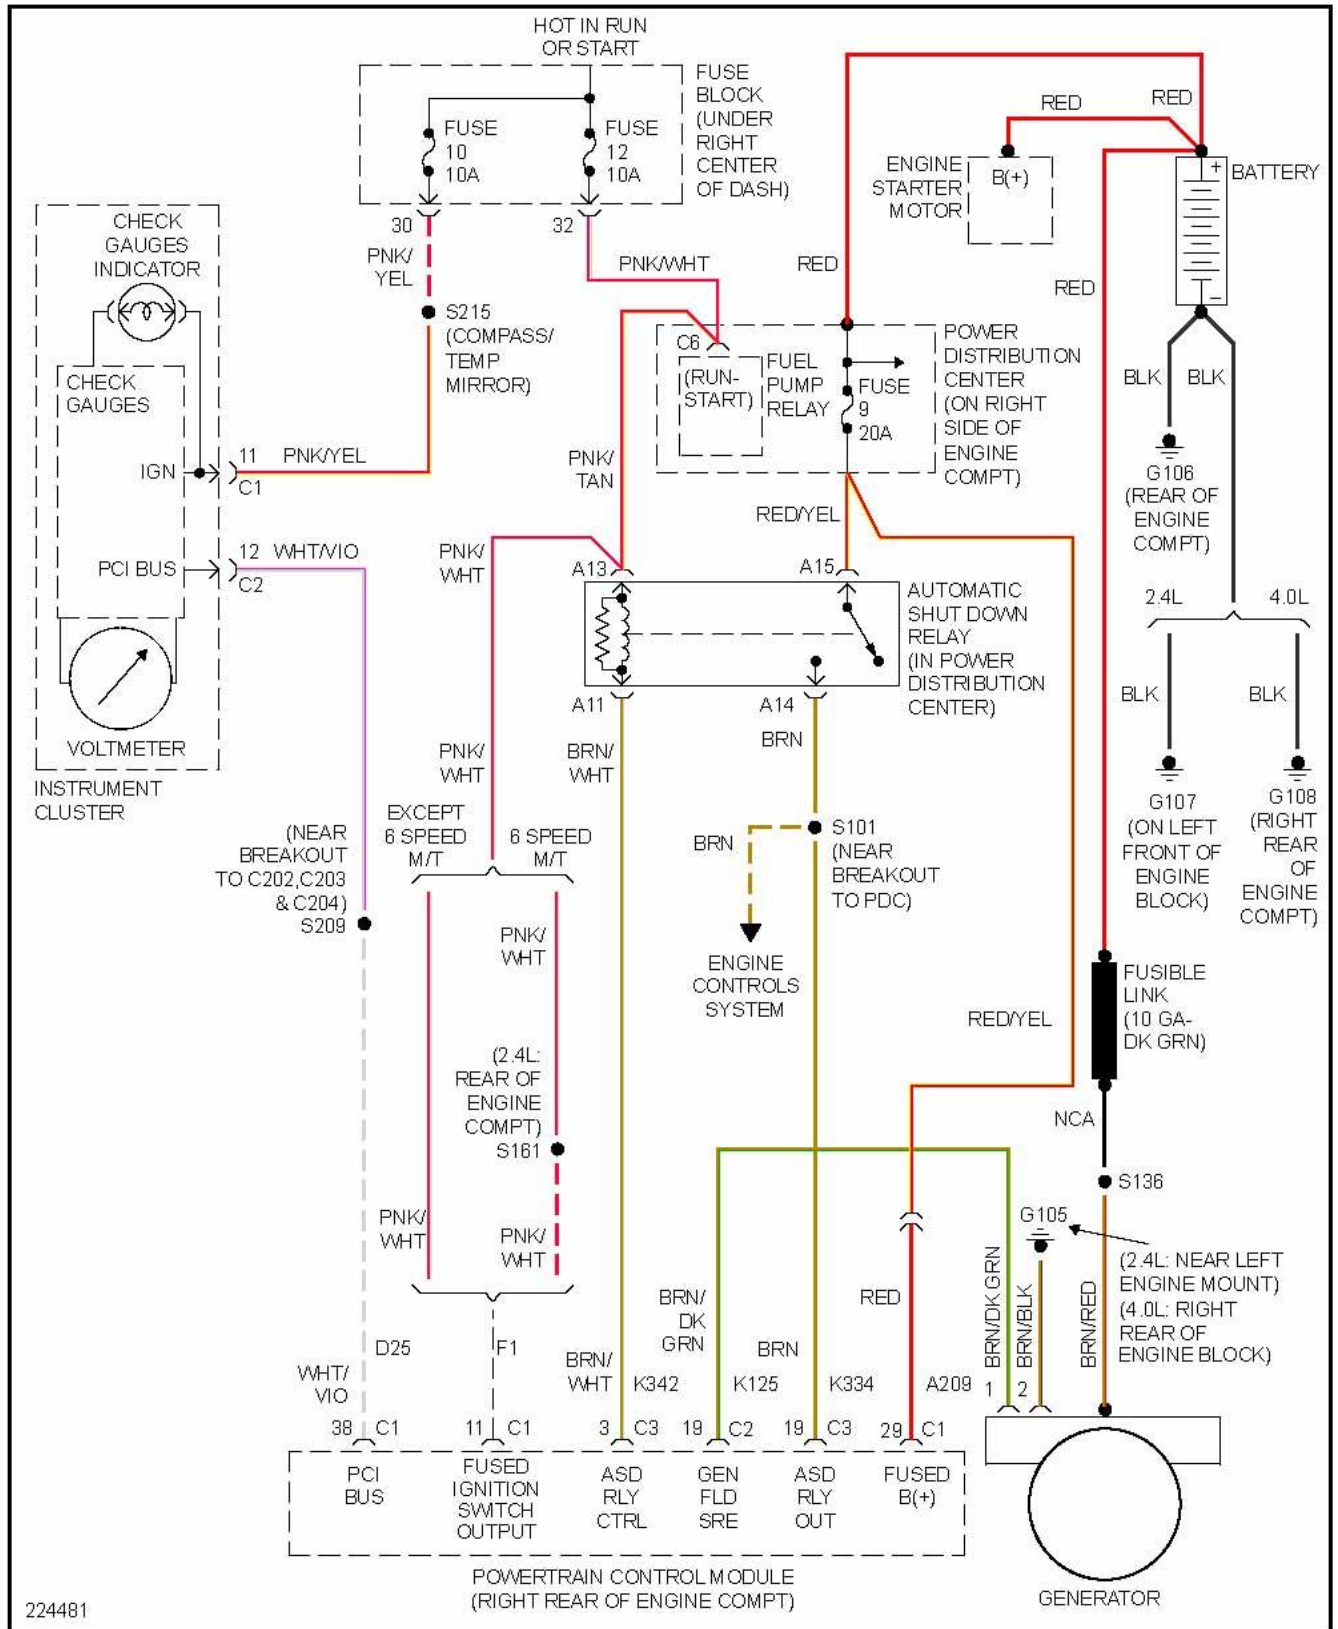 HOT IN RUN
OR START
FUSE
BLOCK
(UNDER
RIGHT
CENTER
OF DASH)
FUSE
10
10A
FUSE
12
10A
30
32
PNK/
YEL
PNK/WHT
S215
(COMPASS/
TEMP
MIRROR)
RED
RED
RED
RED
ENGINE
STARTER
MOTOR
B(+)
+
BATTERY
–
CHECK
GAUGES
INDICATOR
CHECK
GAUGES
IGN
11
C1
PNK/YEL
PCI BUS
12
C2
WHT/VIO
VOLTMETER
INSTRUMENT
CLUSTER
C6
(RUN-
START)
FUEL
PUMP
RELAY
FUSE
9
20A
POWER
DISTRIBUTION
CENTER
(ON RIGHT
SIDE OF
ENGINE
COMPT)
BLK
BLK
G106
(REAR OF
ENGINE
COMPT)
PNK/
TAN
RED/YEL
PNK/
WHT
A13
A15
AUTOMATIC
SHUT DOWN
RELAY
(IN POWER
DISTRIBUTION
CENTER)
A11
A14
2.4L
4.0L
BLK
BLK
G107
(ON LEFT
FRONT OF
ENGINE
BLOCK)
G108
(RIGHT
REAR
OF
ENGINE
COMPT)
PNK/
WHT
BRN/
WHT
BRN
EXCEPT
6 SPEED
M/T
6 SPEED
M/T
(NEAR
BREAKOUT
TO C202,C203
& C204)
S209
BRN
S101
(NEAR
BREAKOUT
TO PDC)
ENGINE
CONTROLS
SYSTEM
PNK/
WHT
RED/YEL
FUSIBLE
LINK
(10 GA-
DK GRN)
(2.4L:
REAR OF
ENGINE
COMPT)
S161
NCA
S136
PNK/
WHT
PNK/
WHT
G105
(2.4L: NEAR LEFT
ENGINE MOUNT)
(4.0L: RIGHT
REAR OF
ENGINE BLOCK)
BRN/DK GRN
BRN/BLK
BRN/RED
BRN/
DK
GRN
RED
D25
F1
WHT/
VIO
BRN/
WHT
K342
K125
BRN
K334
A209
1
2
38
C1
11
C1
3
C3
19
C2
19
C3
29
C1
PCI
BUS
FUSED
IGNITION
SWITCH
OUTPUT
ASD
RLY
CTRL
GEN
FLD
SRE
ASD
RLY
OUT
FUSED
B(+)
POWERTRAIN CONTROL MODULE
(RIGHT REAR OF ENGINE COMPT)
GENERATOR
224481